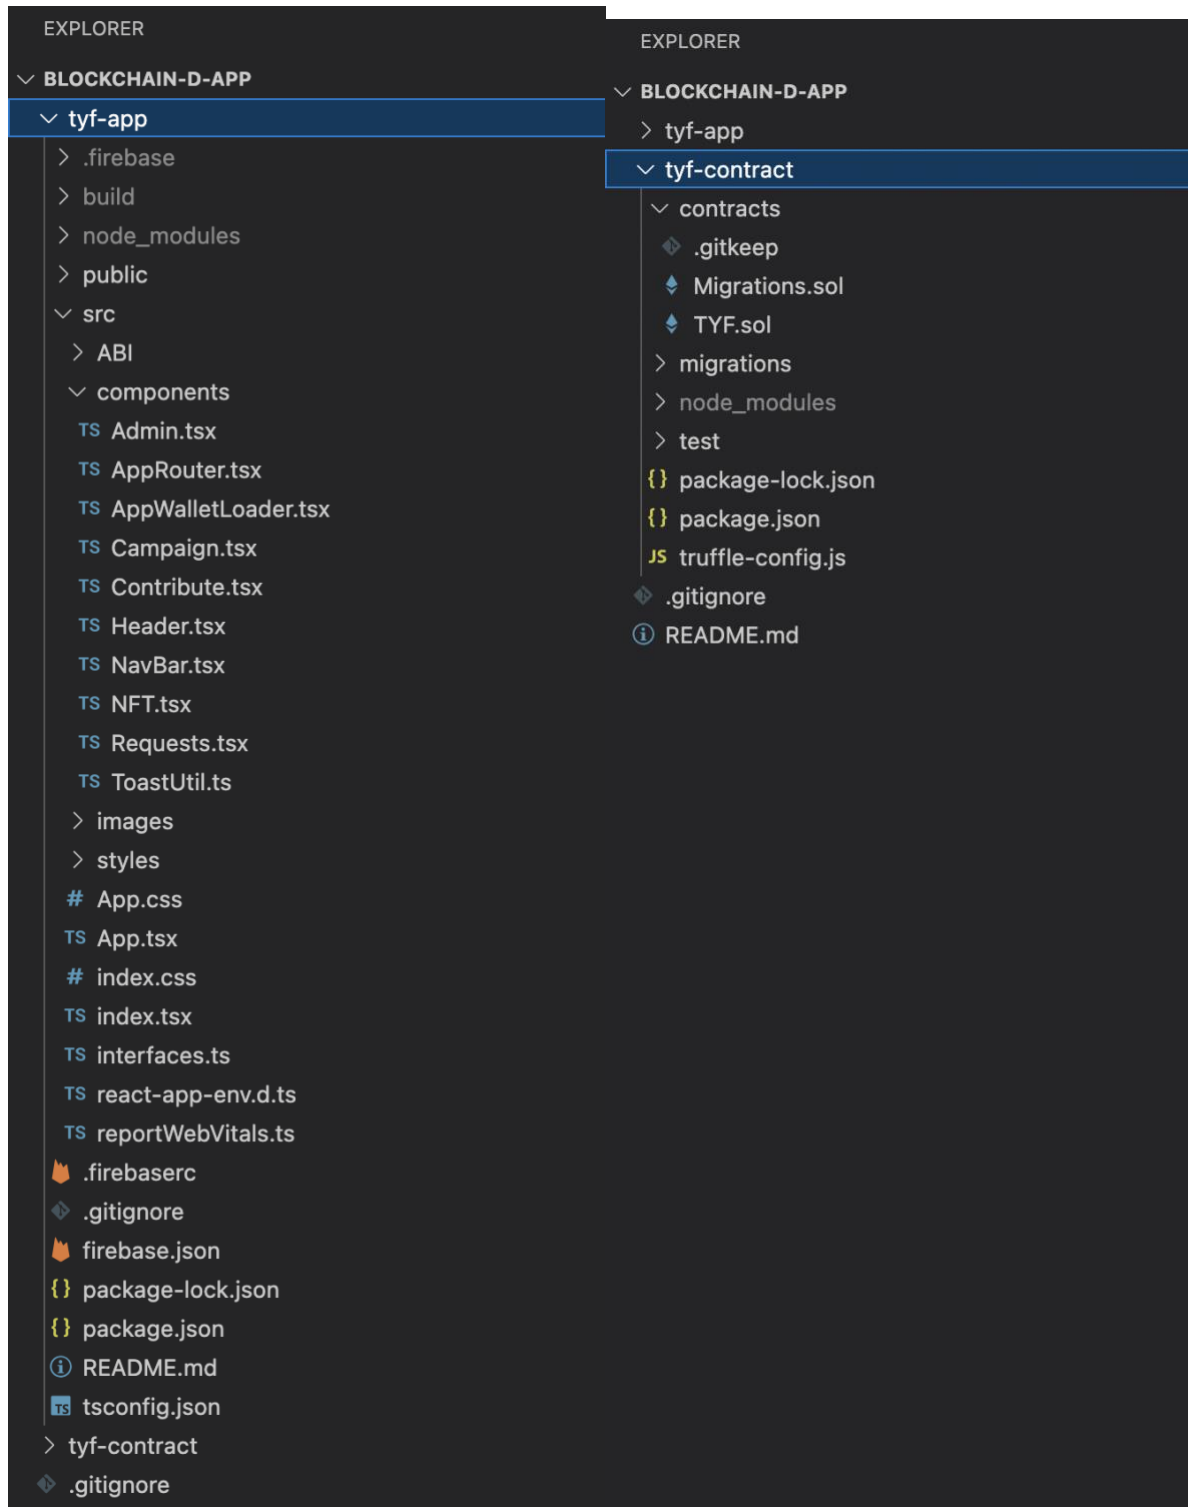 EXPLORER
BLOCKCHAIN-D-APP
tyf-app
.firebase
build
node_modules
public
src
ABI
components
TS Admin.tsx
TS AppRouter.tsx
TS AppWalletLoader.tsx
TS Campaign.tsx
TS Contribute.tsx
TS Header.tsx
TS NavBar.tsx
TS NFT.tsx
TS Requests.tsx
TS ToastUtil.ts
images
styles
# App.css
TS App.tsx
# index.css
TS index.tsx
TS interfaces.ts
TS react-app-env.d.ts
TS reportWebVitals.ts
.firebaserc
.gitignore
firebase.json
{} package-lock.json
{} package.json
README.md
TS tsconfig.json
tyf-contract
.gitignore
EXPLORER
BLOCKCHAIN-D-APP
tyf-app
tyf-contract
contracts
.gitkeep
Migrations.sol
TYF.sol
migrations
node_modules
test
{} package-lock.json
{} package.json
JS truffle-config.js
.gitignore
README.md